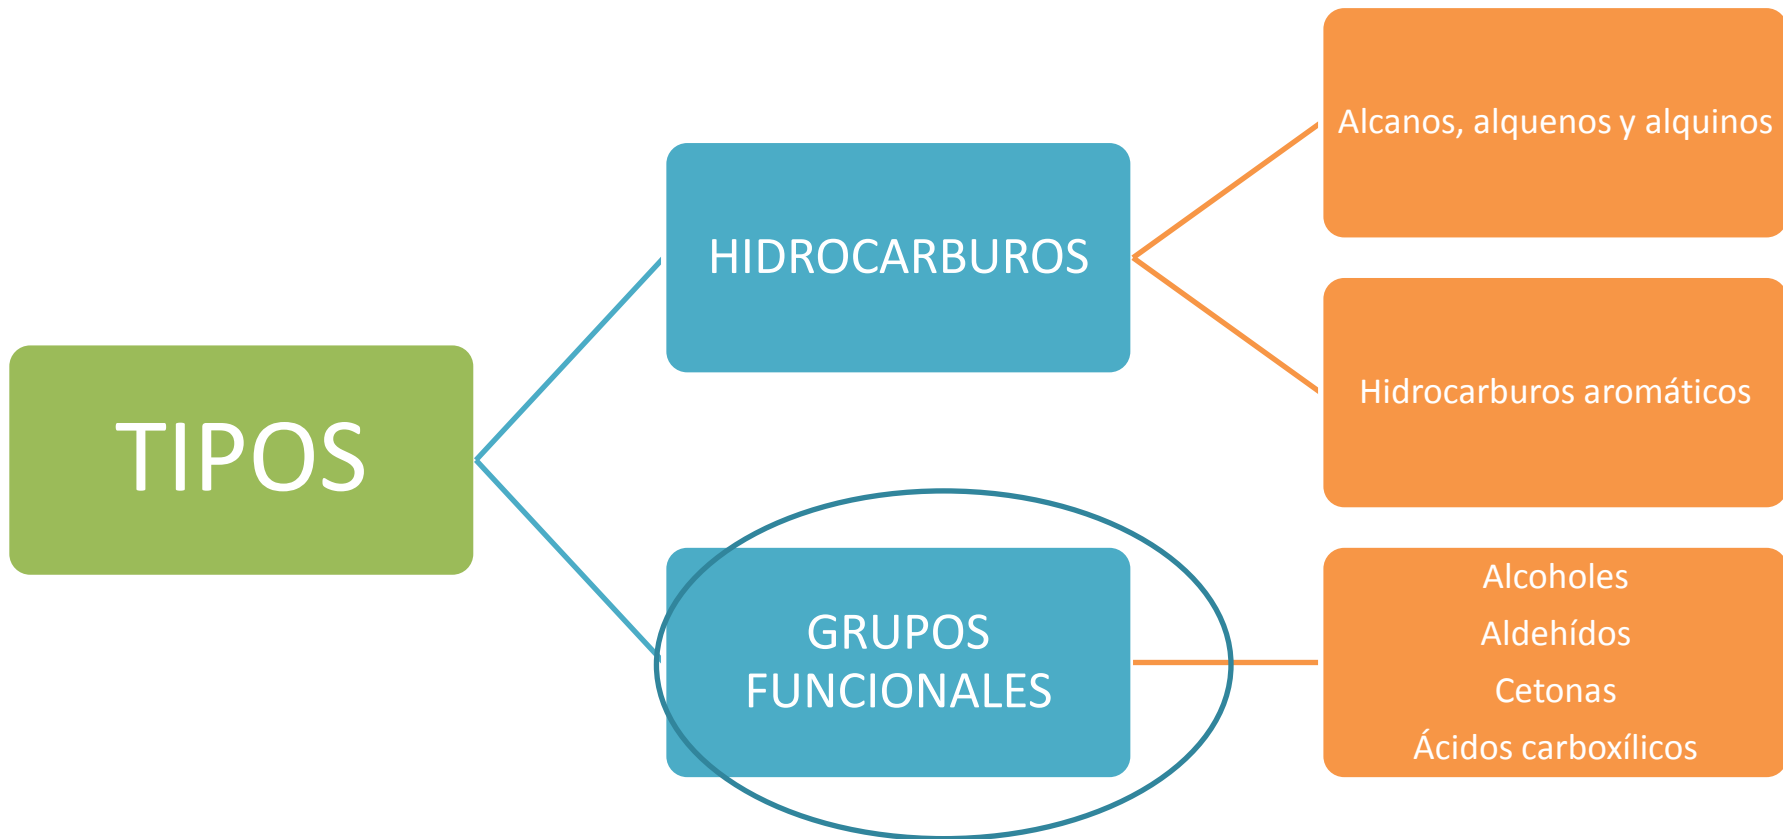 TIPOS
HIDROCARBUROS
Alcanos, alquenos y alquinos
Hidrocarburos aromáticos
GRUPOS
FUNCIONALES
Alcoholes
Aldehídos
Cetonas
Ácidos carboxílicos